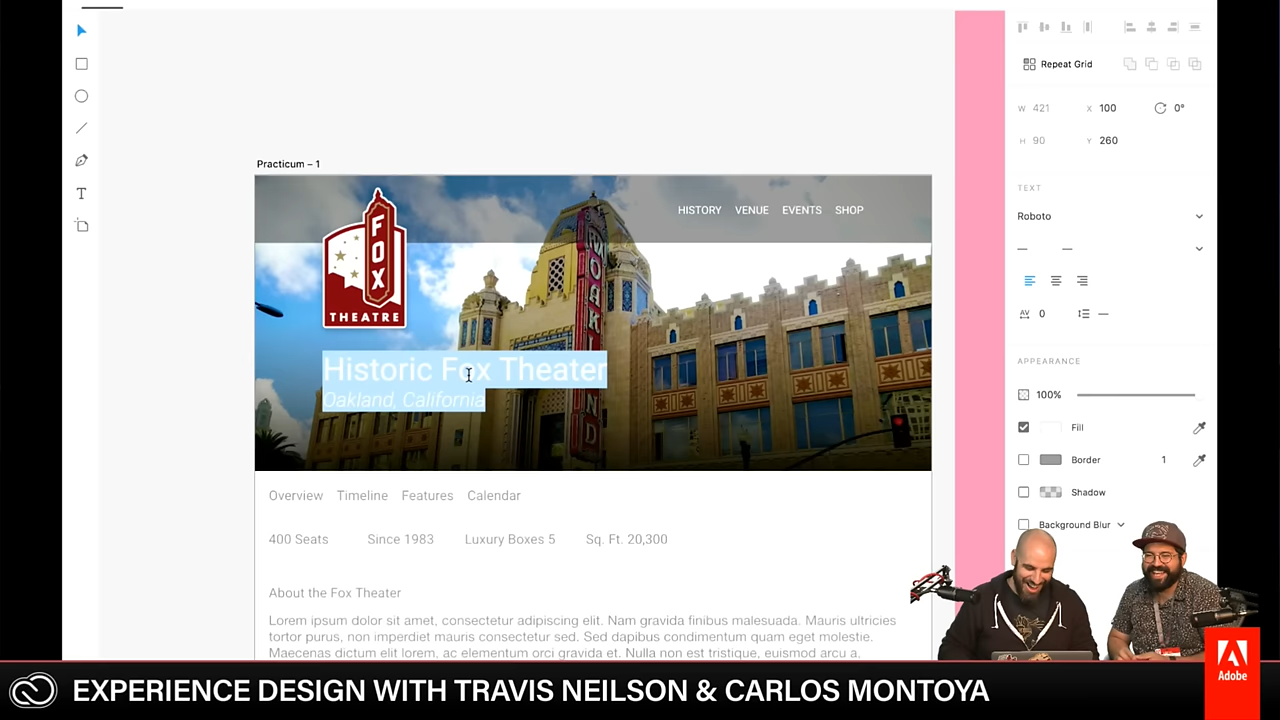 Repeat Grid
W 421 X 100 0°
H 90 Y 260
Practicum – 1
TEXT
HISTORY VENUE EVENTS SHOP
Roboto
FOX
THEATRE
OAKLAND
AV 0
Historic Fox Theater
Oakland, California
APPEARANCE
100%
Fill
Border 1
Shadow
Background Blur
Overview Timeline Features Calendar
400 Seats Since 1983 Luxury Boxes 5 Sq. Ft. 20,300
About the Fox Theater
Lorem ipsum dolor sit amet, consectetur adipiscing elit. Nam gravida finibus malesuada. Mauris ultricies
tortor purus, non imperdiet mauris consectetur sed. Sed dapibus condimentum quam eget molestie.
Maecenas dictum elit lorem, ac elementum orci gravida et. Nulla non est tristique, euismod arcu a,
EXPERIENCE DESIGN WITH TRAVIS NEILSON & CARLOS MONTOYA
Adobe